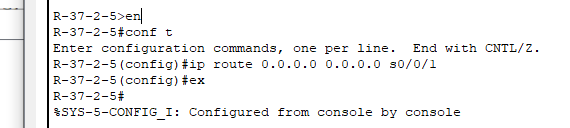 R-37-2-5>en
R-37-2-5#conf t
Enter configuration commands, one per line.  End with CNTL/Z.
R-37-2-5(config)#ip route 0.0.0.0 0.0.0.0 s0/0/1
R-37-2-5(config)#ex
R-37-2-5#
%SYS-5-CONFIG_I: Configured from console by console